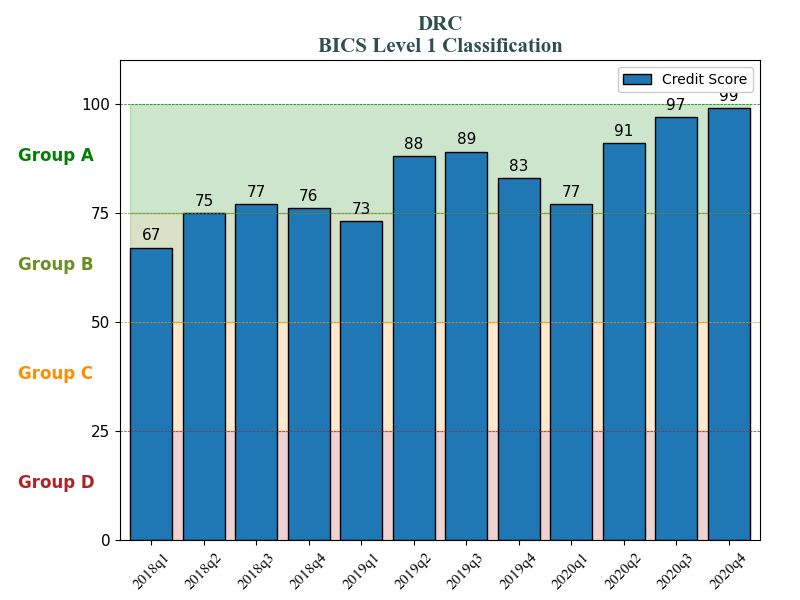 DRC
BICS Level 1 Classification
Credit Score
100
75
50
25
0
Group A
Group B
Group C
Group D
67
75
77
76
73
88
89
83
77
91
97
99
2018q1
2018q2
2018q3
2018q4
2019q1
2019q2
2019q3
2019q4
2020q1
2020q2
2020q3
2020q4